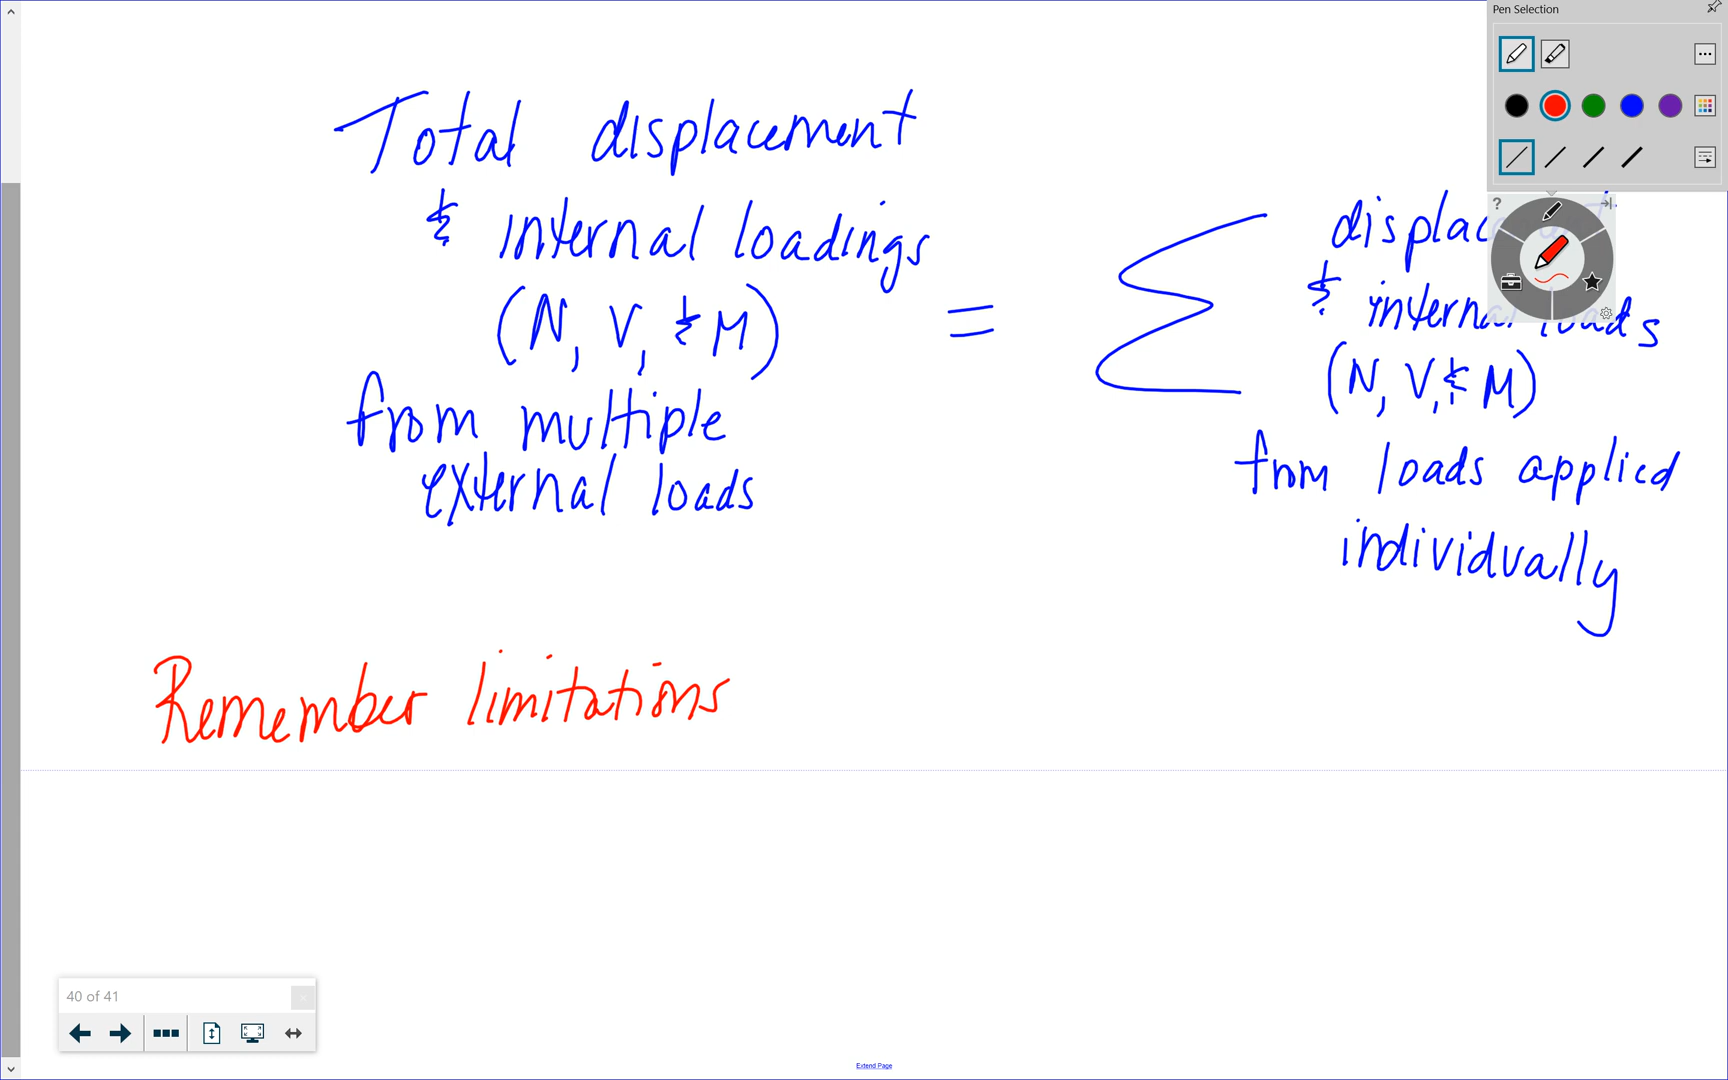 Pen Selection
Total displacement
& internal loadings
(N, V, & M)
from multiple
external loads
=
Σ
& internal loads
(N, V, & M)
from loads applied
individually
Remember limitations
?
40 of 41
Extend Page